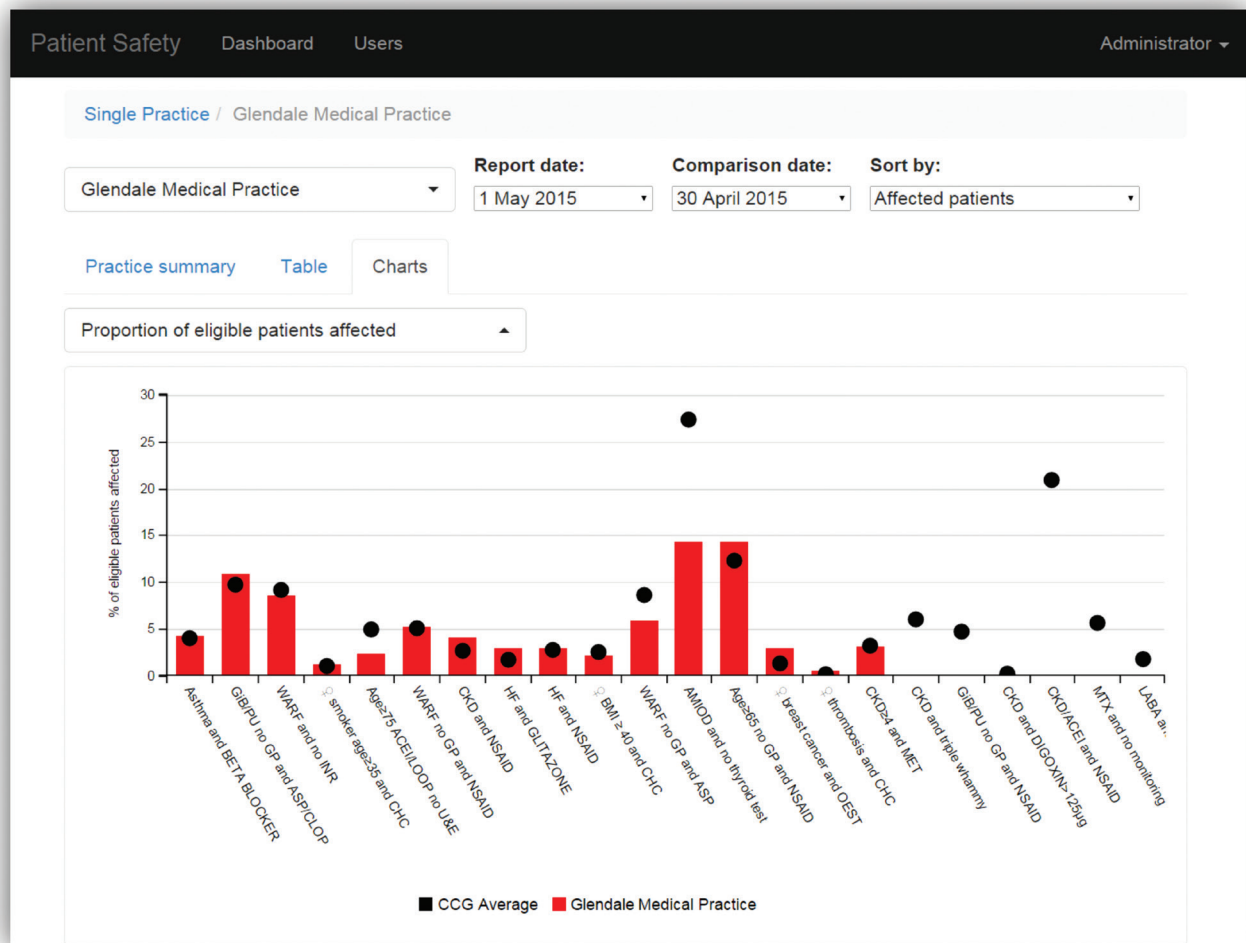 Patient Safety Dashboard Users Administrator
Single Practice / Glendale Medical Practice
Report date: Comparison date: Sort by:
Glendale Medical Practice 1 May 2015 30 April 2015 Affected patients
Practice summary Table Charts
Proportion of eligible patients affected
% of eligible patients affected
30
25
20
15
10
5
0
Asthma and BETA BLOCKER
GiB/PU no GP and ASP/CLOP
WARF and no INR
♀ smoker age≥35 and CHC
Age≥75 ACEI/LOOP no U&E
WARF no GP and NSAID
CKD and NSAID
HF and GLITAZONE
HF and NSAID
♀ BMI ≥ 40 and CHC
WARF no GP and ASP
AMIOD and no thyroid test
Age≥65 no GP and NSAID
♀ breast cancer and OEST
♀ thrombosis and CHC
CKD≥4 and MET
CKD and triple whammy
GiB/PU no GP and NSAID
CKD and DIGOXIN>125µg
CKD/ACEI and NSAID
MTX and no monitoring
LABA
CCG Average Glendale Medical Practice